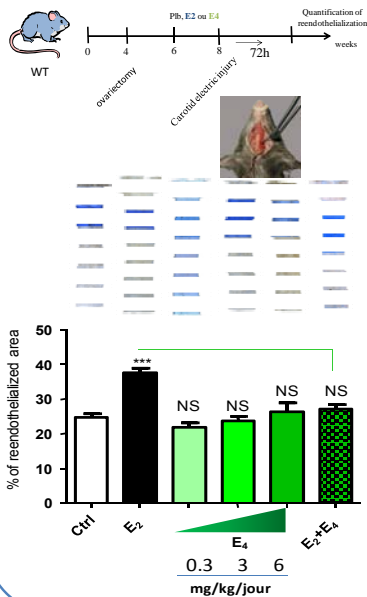 Quantification of
reendothelialization
Plb, E2 ou E4
weeks
0 4 6 8 72h
WT
ovariectomy
Carotid electric injury
% of reendothelialized area
50
40
30
20
10
0
***
NS NS NS NS
Ctrl E2 E4 E2+E4
0.3 3 6
mg/kg/jour